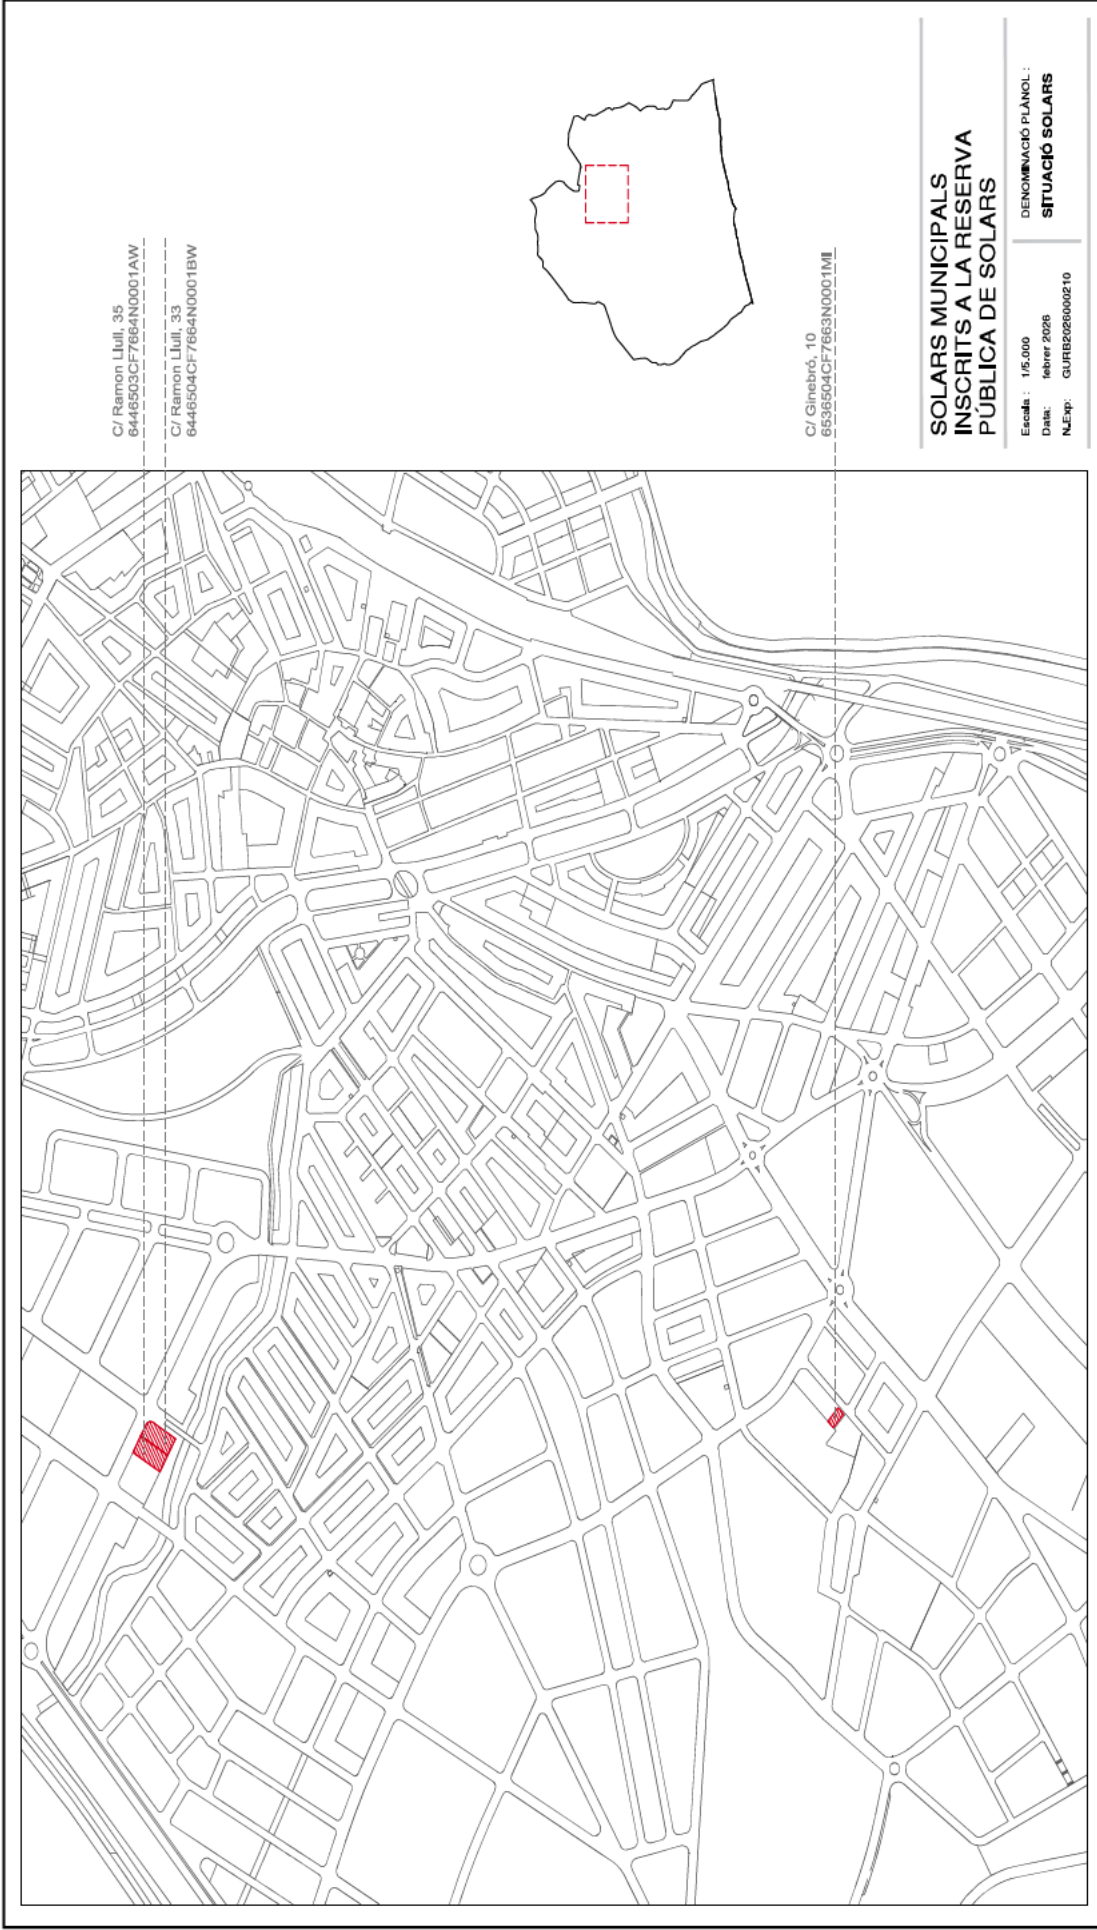 C/ Ramon Llull, 35
6446503CF7664N0001AW
C/ Ramon Llull, 33
6446504CF7664N0001BW
C/ Ginebró, 10
6536504CF7663N0001MI
SOLARS MUNICIPALS
INSCRITS A LA RESERVA
PÚBLICA DE SOLARS
Escala : 1/5.000
Data: febrer 2026
N.Exp: GURB2026000210
DENOMINACIÓ PLÀNOL :
SITUACIÓ SOLARS